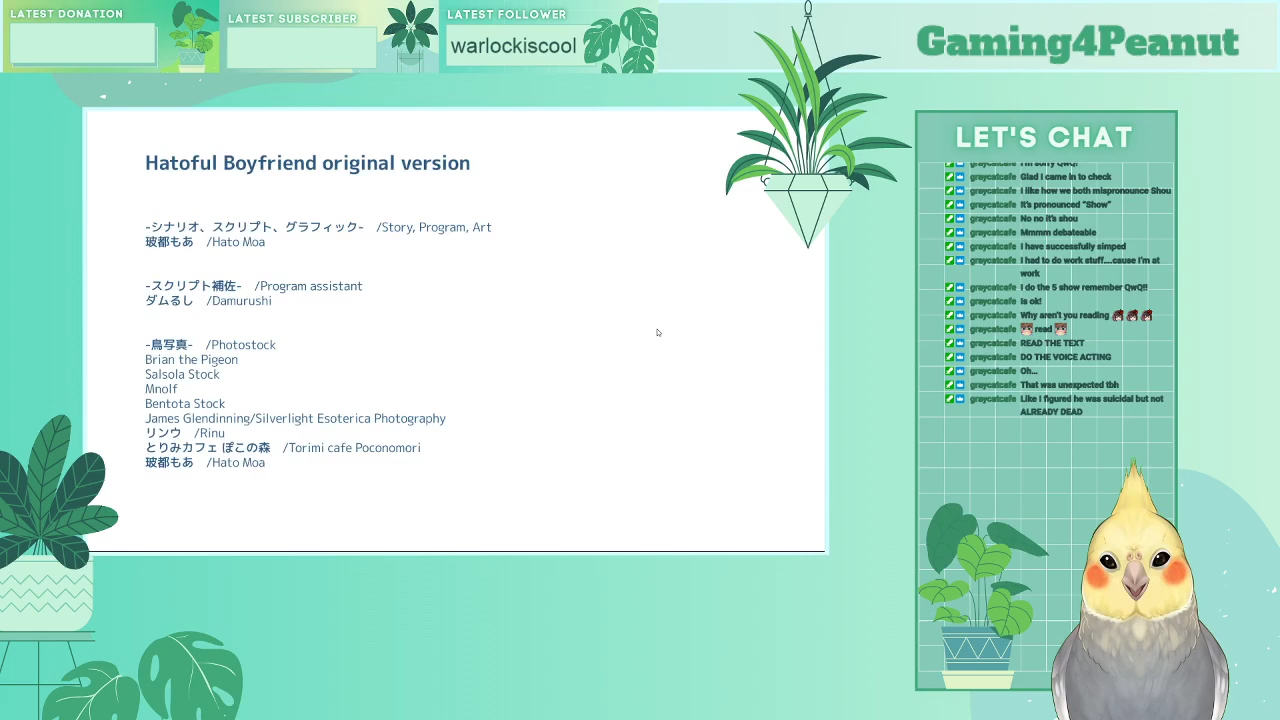 LATEST DONATION
LATEST SUBSCRIBER
LATEST FOLLOWER
warlockiscool
Gaming4Peanut
Hatoful Boyfriend original version
-シナリオ、スクリプト、グラフィック- /Story, Program, Art
玻都もあ /Hato Moa
-スクリプト補佐- /Program assistant
ダムるし /Damurushi
-鳥写真- /Photostock
Brian the Pigeon
Salsola Stock
Mnolf
Bentota Stock
James Glendinning/Silverlight Esoterica Photography
リンウ /Rinu
とりみカフェ ぽこの森 /Torimi cafe Poconomori
玻都もあ /Hato Moa
LET'S CHAT
graycatcafe I'm sorry QwQ!
graycatcafe Glad I came in to check
graycatcafe I like how we both mispronounce Shou
graycatcafe It's pronounced "Show"
graycatcafe No no it's shou
graycatcafe Mmmm debateable
graycatcafe I have successfully simped
graycatcafe I had to do work stuff....cause I'm at
work
graycatcafe I do the 5 show remember QwQ!!
graycatcafe Is ok!
graycatcafe Why aren't you reading
graycatcafe read
graycatcafe READ THE TEXT
graycatcafe DO THE VOICE ACTING
graycatcafe Oh...
graycatcafe That was unexpected tbh
graycatcafe Like I figured he was suicidal but not
ALREADY DEAD